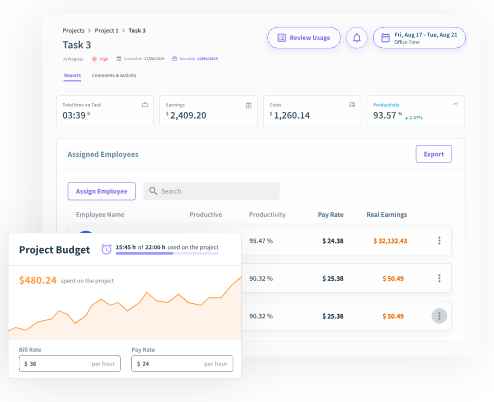 Projects > Project 1 > Task 3
Task 3
In Progress
High
Review Usage
Fri, Aug 17 - Tue, Aug 21
Office Time
Reports
Comments & Activity
Total time on Task
03:39 h
Earnings
$ 2,409.20
Costs
$ 1,260.14
Productivity
93.57 %
Assigned Employees
Export
Assign Employee
Search
Employee Name Productive Productivity Pay Rate Real Earnings
93.47 % $ 24.38 $ 32,132.43
90.32 % $ 25.38 $ 50.49
90.32 % $ 25.38 $ 50.49
Project Budget
15:45 h of 22:00 h used on the project
$480.24 spent on the project
Bill Rate
$ 36 per hour
Pay Rate
$ 24 per hour